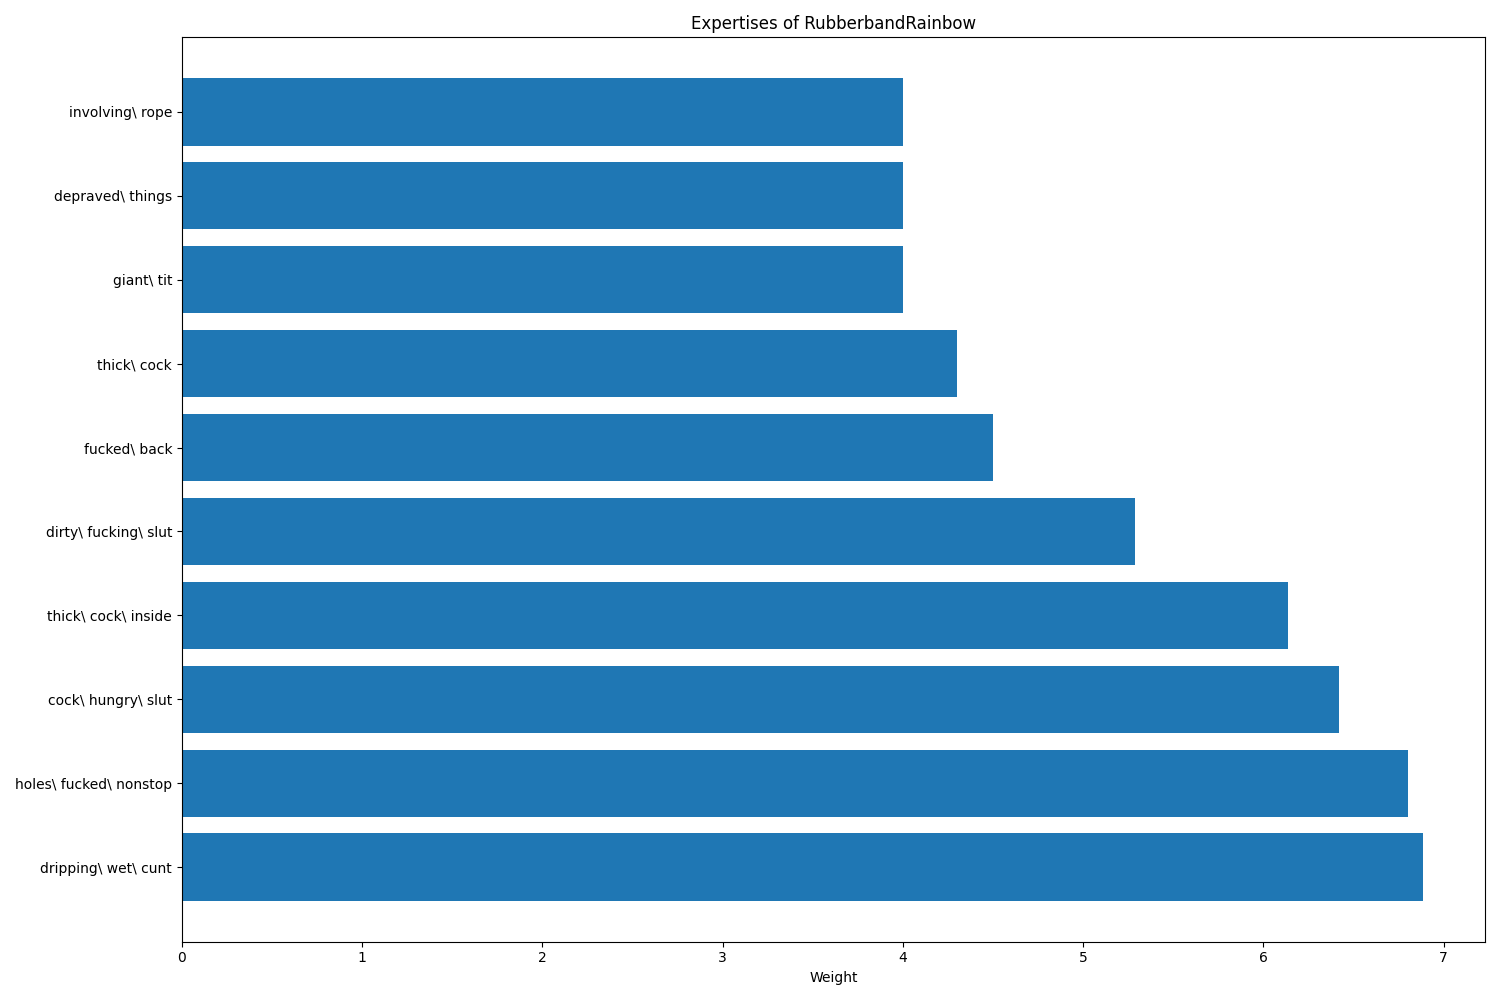 Expertises of RubberbandRainbow
involving\ rope
depraved\ things
giant\ tit
thick\ cock
fucked\ back
dirty\ fucking\ slut
thick\ cock\ inside
cock\ hungry\ slut
holes\ fucked\ nonstop
dripping\ wet\ cunt
0 1 2 3 4 5 6 7
Weight